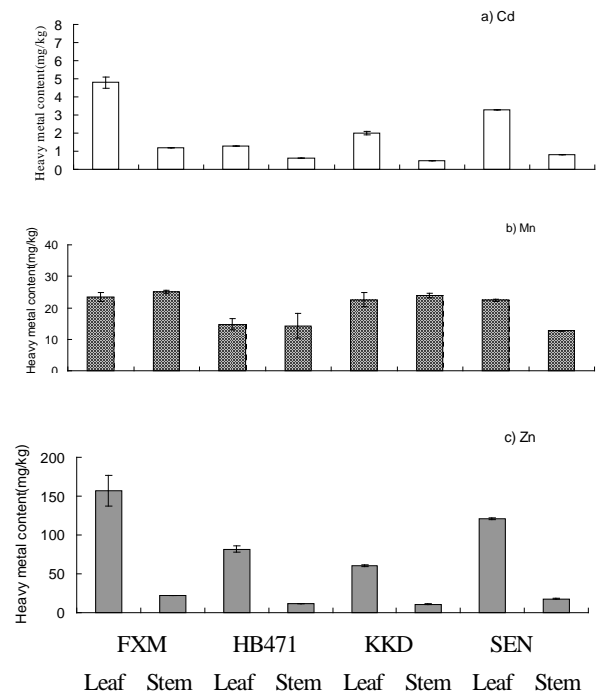 a) Cd
Heavy metal content(mg/kg)
8
7
6
5
4
3
2
1
0
b) Mn
Heavy metal content(mg/kg)
40
30
20
10
0
c) Zn
Heavy metal content(mg/kg)
200
150
100
50
0
FXM HB471 KKD SEN
Leaf Stem Leaf Stem Leaf Stem Leaf Stem